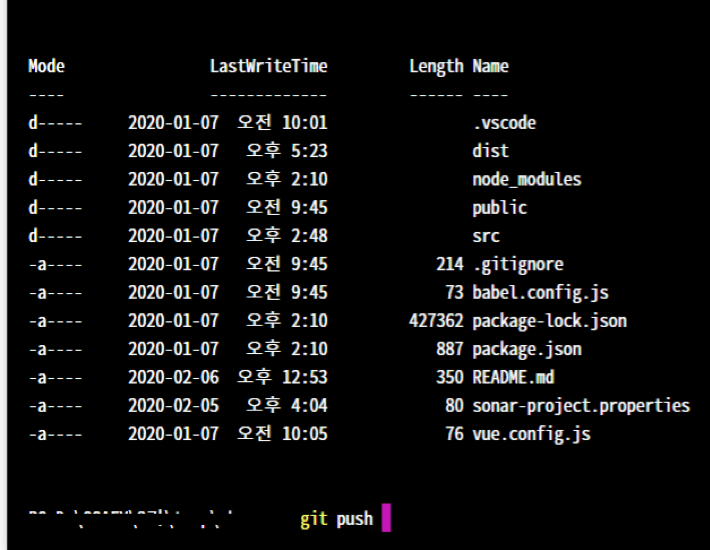 Mode LastWriteTime Length Name
---- ------------- ------ ----
d----- 2020-01-07 오전 10:01 .vscode
d----- 2020-01-07 오후 5:23 dist
d----- 2020-01-07 오후 2:10 node_modules
d----- 2020-01-07 오전 9:45 public
d----- 2020-01-07 오후 2:48 src
-a---- 2020-01-07 오전 9:45 214 .gitignore
-a---- 2020-01-07 오전 9:45 73 babel.config.js
-a---- 2020-01-07 오후 2:10 427362 package-lock.json
-a---- 2020-01-07 오후 2:10 887 package.json
-a---- 2020-02-06 오후 12:53 350 README.md
-a---- 2020-02-05 오후 4:04 80 sonar-project.properties
-a---- 2020-01-07 오전 10:05 76 vue.config.js
git push